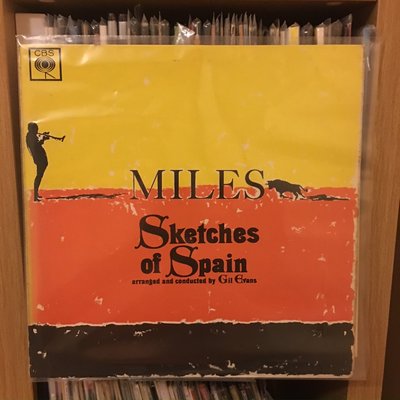 CBS
MILES
Sketches
of Spain
arranged and conducted by Gil Evans